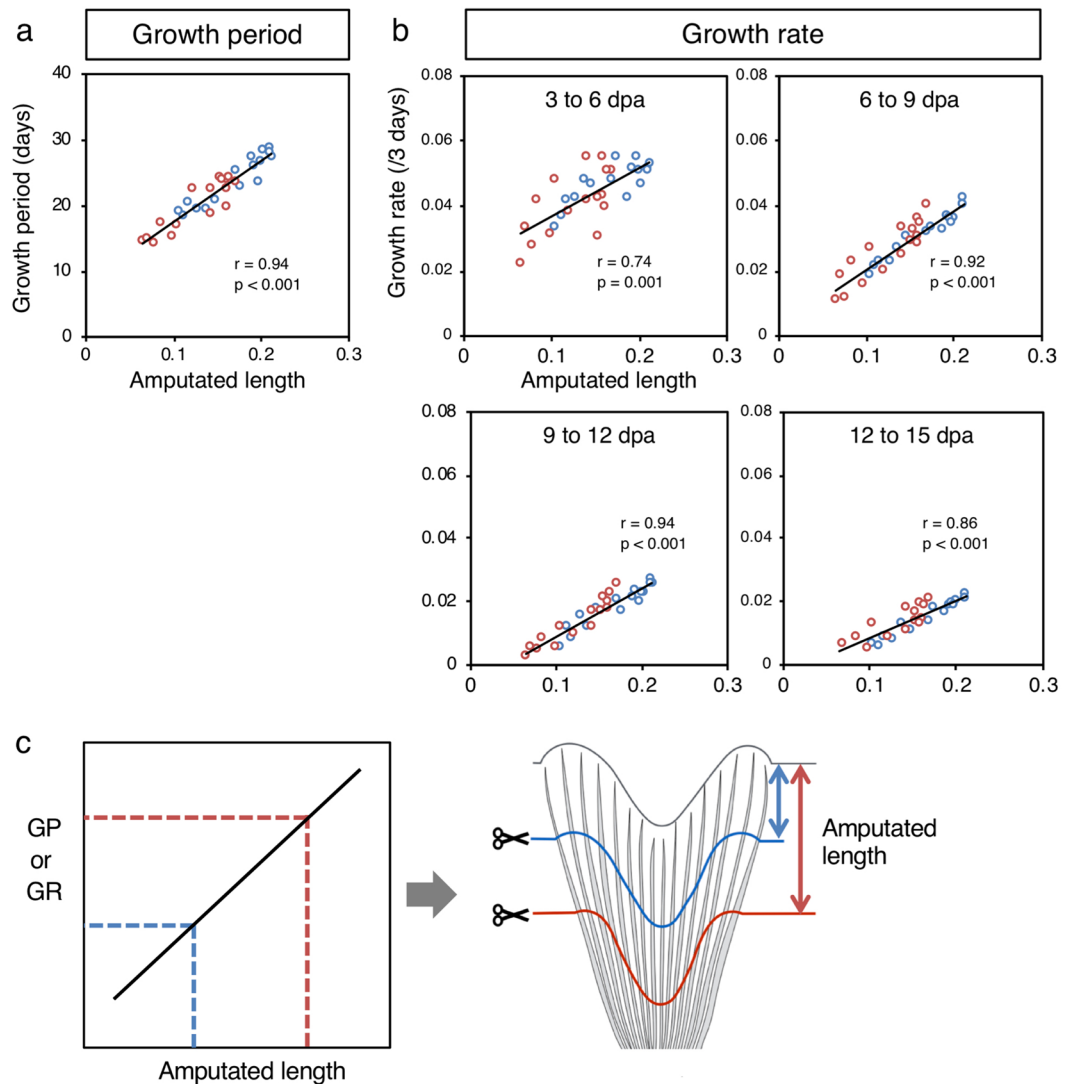 a
Growth period
Growth period (days)
40
30
20
10
0
r = 0.94
p < 0.001
0
0.1
0.2
0.3
Amputated length
b
Growth rate
Growth rate (/3 days)
0.08
0.06
0.04
0.02
0
3 to 6 dpa
r = 0.74
p = 0.001
0
0.1
0.2
0.3
Amputated length
0.08
0.06
0.04
0.02
0
6 to 9 dpa
r = 0.92
p < 0.001
0
0.1
0.2
0.3
0.08
0.06
0.04
0.02
0
9 to 12 dpa
r = 0.94
p < 0.001
0
0.1
0.2
0.3
0.08
0.06
0.04
0.02
0
12 to 15 dpa
r = 0.86
p < 0.001
0
0.1
0.2
0.3
c
GP
or
GR
Amputated length
Amputated
length